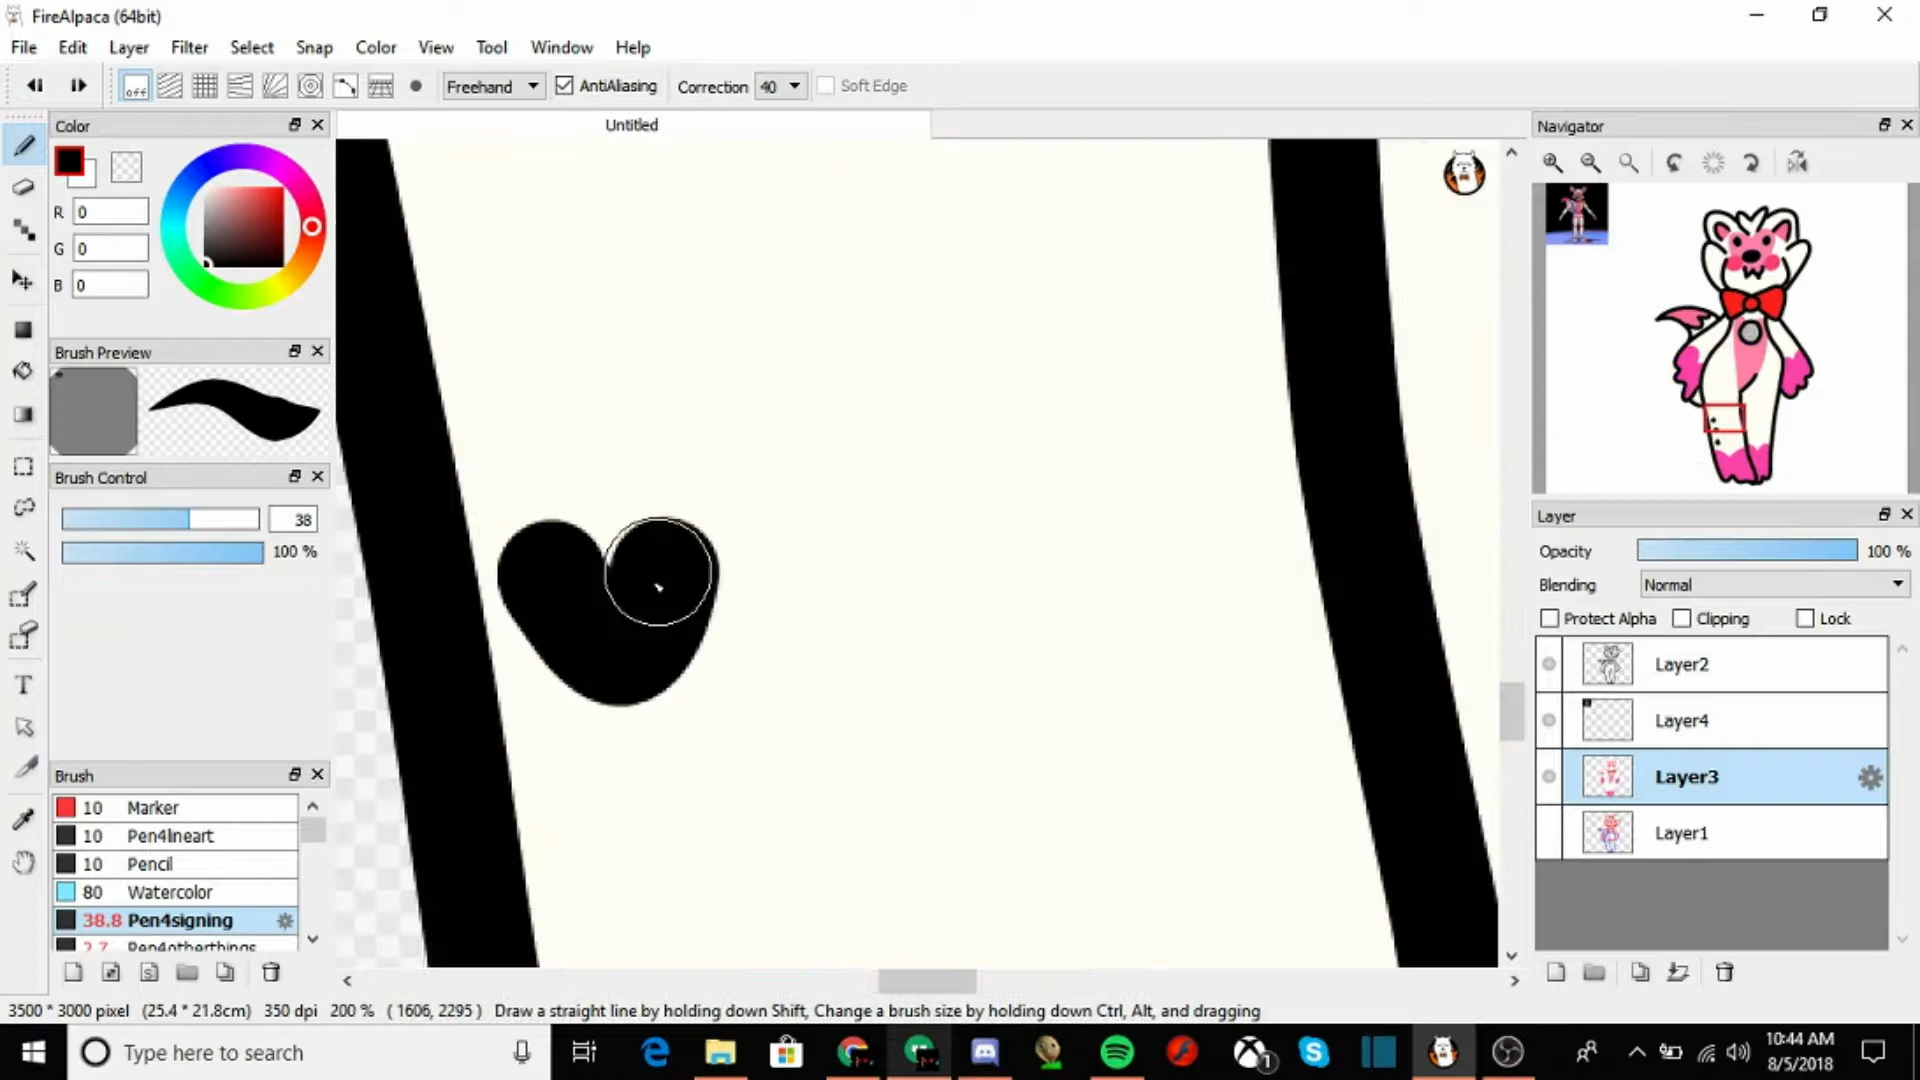 FireAlpaca (64bit)
File Edit Layer Filter Select Snap Color View Tool Window Help
off Freehand AntiAliasing Correction 40 Soft Edge
Color
Untitled
Navigator
R 0
G 0
B 0
Brush Preview
Brush Control
38
100 %
Layer
Opacity 100 %
Blending Normal
Protect Alpha Clipping Lock
Layer2
Layer4
Layer3
Layer1
Brush
10 Marker
10 Pen4lineart
10 Pencil
80 Watercolor
38.8 Pen4signing
2.7 Pen4otherthings
3500 * 3000 pixel (25.4 * 21.8cm) 350 dpi 200 % ( 1606, 2295 ) Draw a straight line by holding down Shift, Change a brush size by holding down Ctrl, Alt, and dragging
Type here to search
1
10:44 AM
8/5/2018